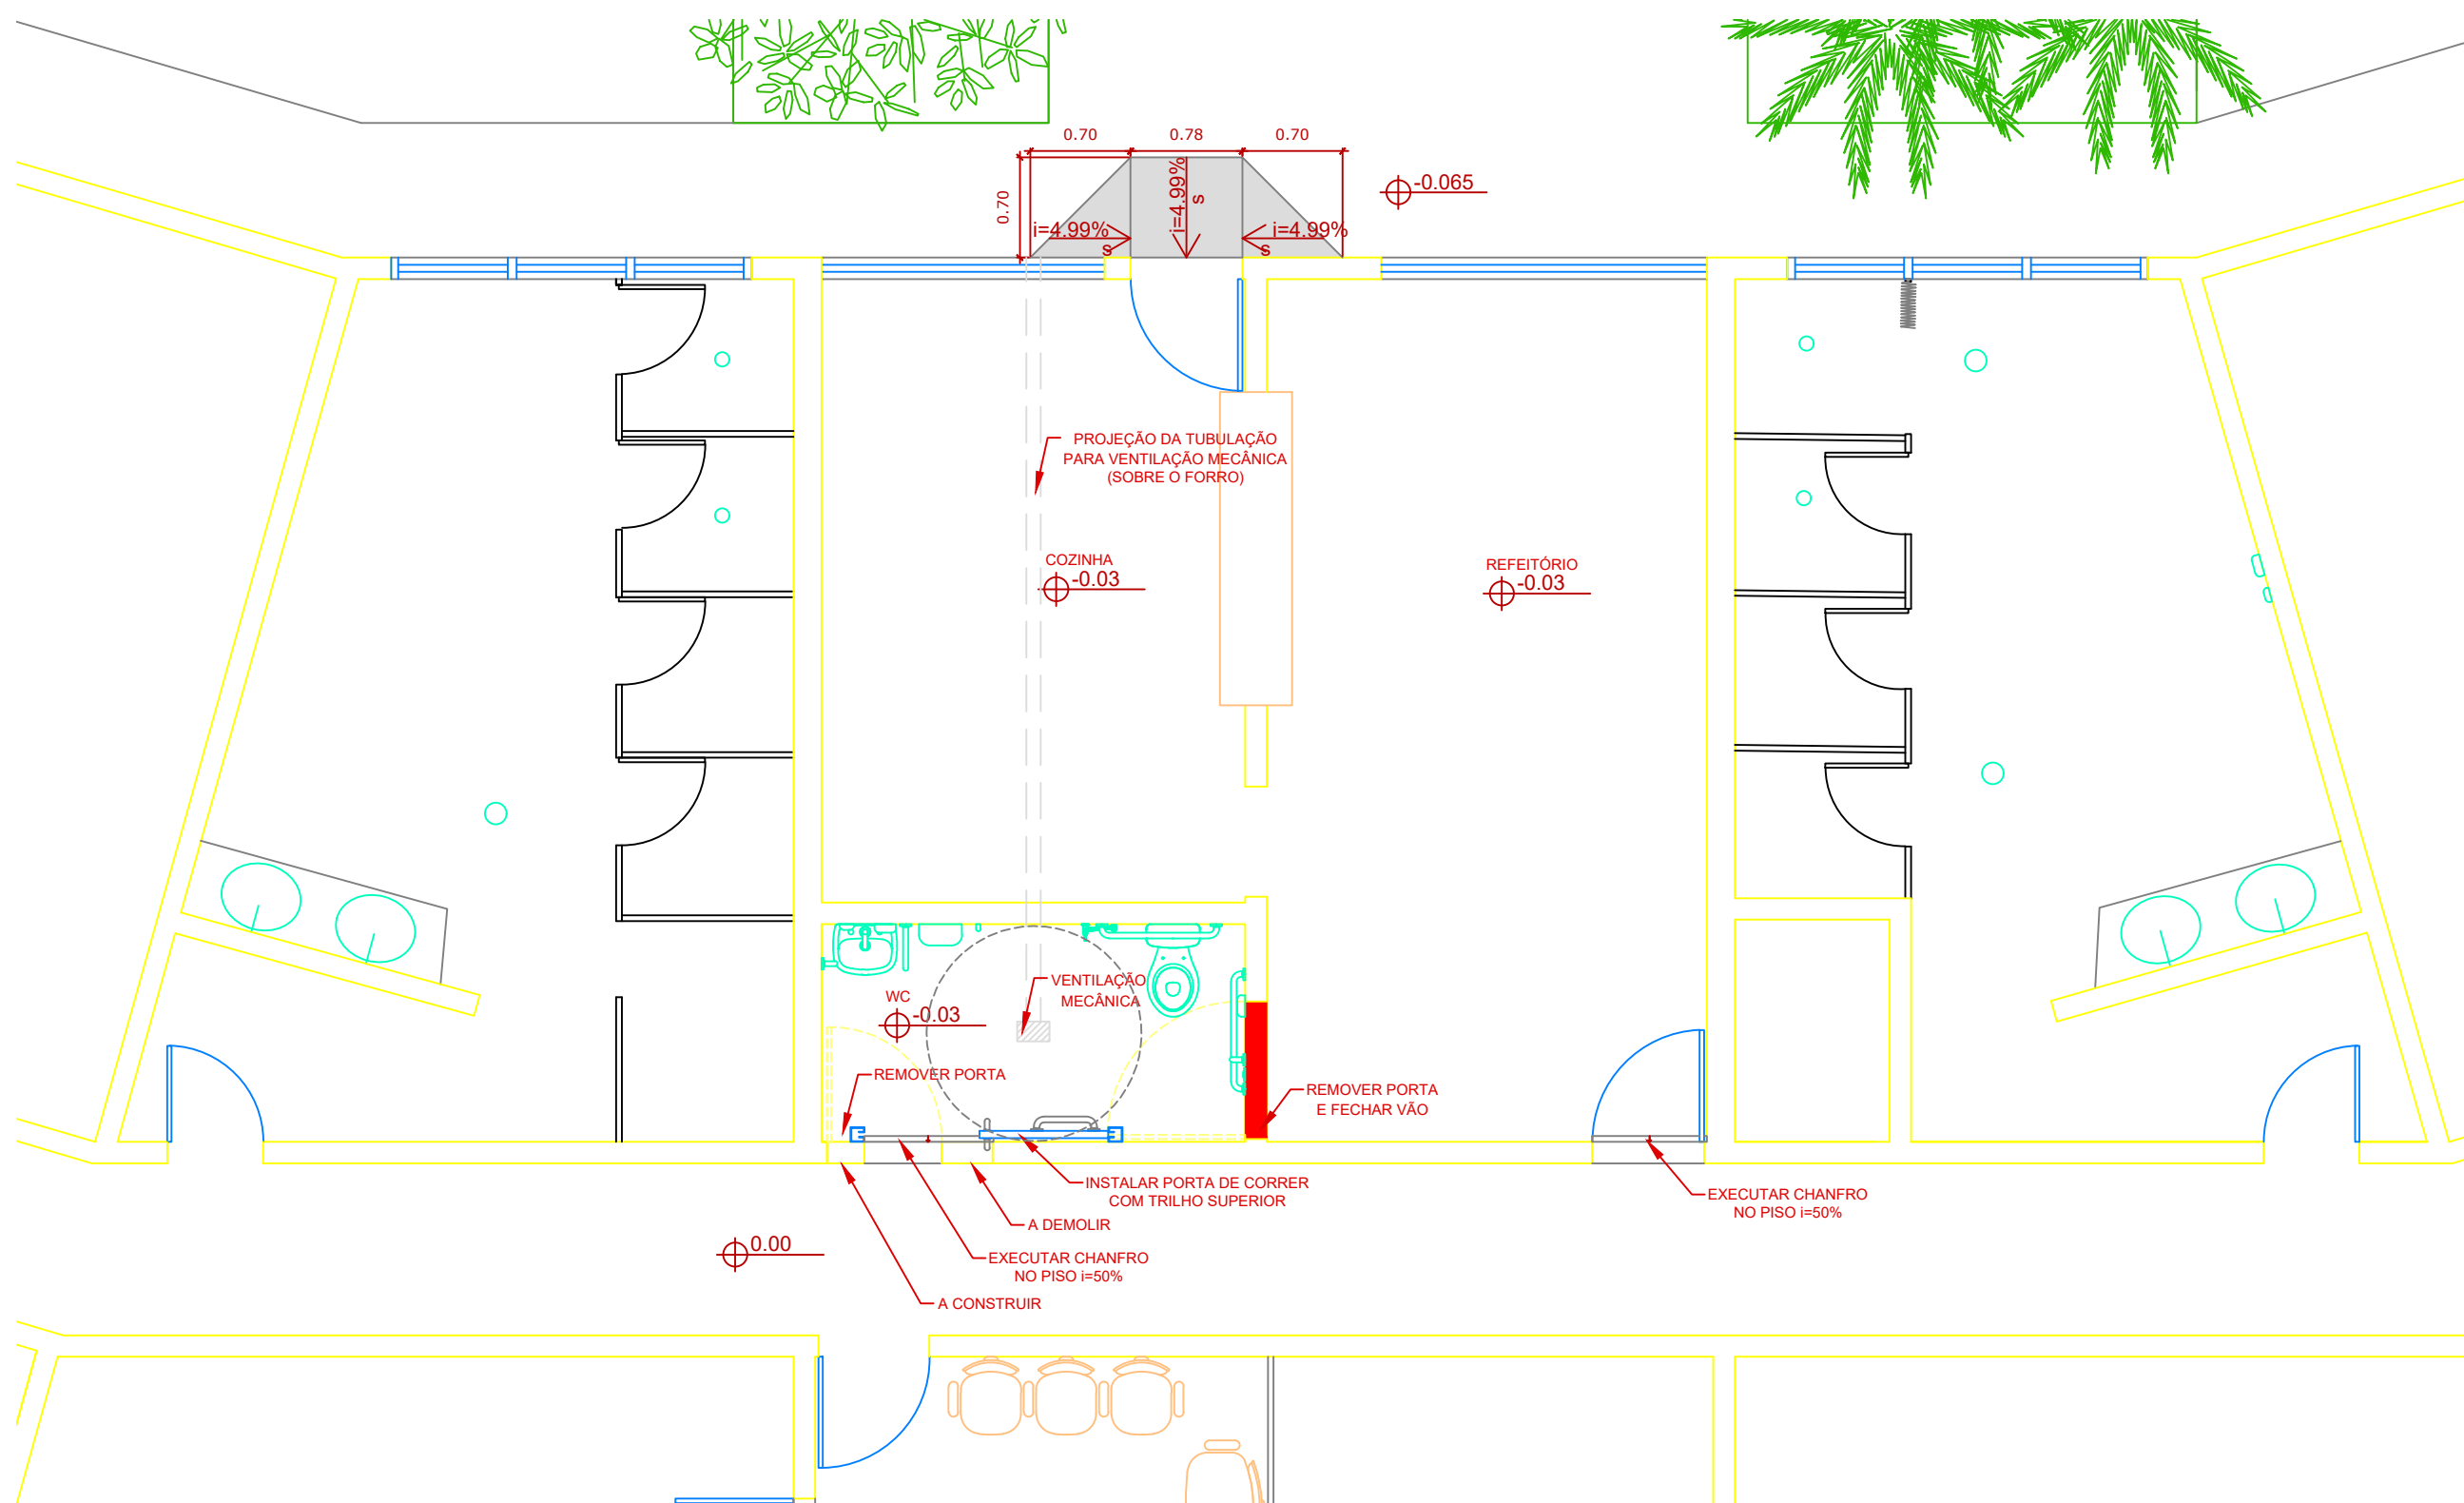 0.70
0.78
0.70
0.70
-0.065
i=4.99%
s
i=4.99%
s
i=4.99%
s
PROJEÇÃO DA TUBULAÇÃO
PARA VENTILAÇÃO MECÂNICA
(SOBRE O FORRO)
COZINHA
-0.03
REFEITÓRIO
-0.03
VENTILAÇÃO
MECÂNICA
WC
-0.03
REMOVER PORTA
REMOVER PORTA
E FECHAR VÃO
INSTALAR PORTA DE CORRER
COM TRILHO SUPERIOR
EXECUTAR CHANFRO
NO PISO i=50%
A DEMOLIR
0.00
EXECUTAR CHANFRO
NO PISO i=50%
A CONSTRUIR